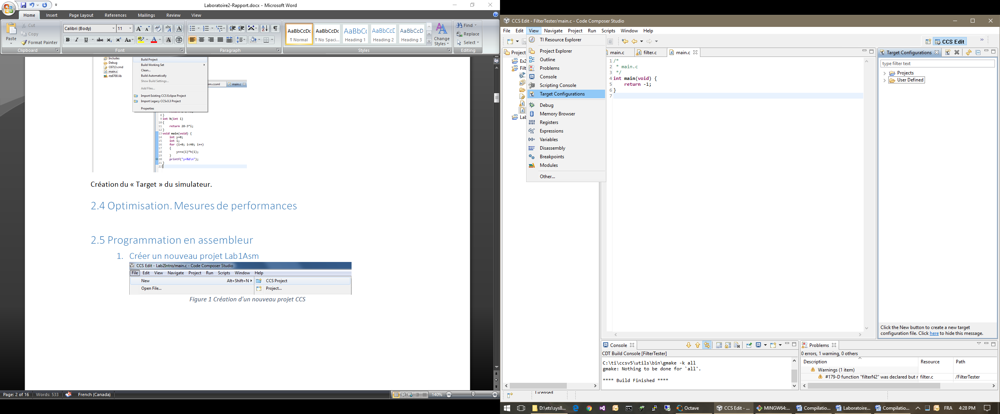 Laboratoire2-Rapport.docx - Microsoft Word
Home Insert Page Layout References Mailings Review View
Paste
Cut
Copy
Format Painter
Clipboard
Calibri (Body) 11
Font
Paragraph
AaBbCcDc AaBbCcDc AaBbC AaBbCcC AaBbCcD
¶ Normal ¶ No Spaci... Heading 1 Heading 2 Heading 3
Change Styles
Styles
Find
Replace
Select
Editing
Includes
Debug
C6713.cmd
main.c
rts6700.lib
Build Project
Build Working Set
Clean...
Build Automatically
Show Build Settings...
Add Files...
Import Existing CCS Eclipse Project
Import Legacy CCSv3.3 Project
Properties
im.ccxml main.c
8 }
9 int h(int i)
10 {
11 return 28-3*i;
12 }
13 void main(void) {
14 int y=0;
15 int i;
16 for (i=0; i<40; i++)
17 {
18 y+=x(i)*h(i);
19 }
20 printf("y=%d\n");
21 }
22
Création du « Target » du simulateur.
2.4 Optimisation. Mesures de performances
2.5 Programmation en assembleur
1. Créer un nouveau projet Lab1Asm
CCS Edit - Lab2Intro/main.c - Code Composer Studio
File Edit View Navigate Project Run Scripts Window Help
New Alt+Shift+N CCS Project
Open File... Project...
Figure 1 Création d'un nouveau projet CCS
Page: 2 of 16 Words: 533 French (Canada) 140%
CCS Edit - FilterTester/main.c - Code Composer Studio
File Edit View Navigate Project Run Scripts Window Help
CCS Edit
Project
Ex2
Filt
Lab
TI Resource Explorer
Project Explorer
Outline
Problems
Console
Scripting Console
Target Configurations
Debug
Memory Browser
Registers
Expressions
Variables
Disassembly
Breakpoints
Modules
Other...
main.c filter.c main.c
1 /*
2 * main.c
3 */
4 int main(void) {
5 return -1;
6 }
7
Target Configurations
type filter text
Projects
User Defined
Click the New button to create a new target
configuration file. Click here to hide this message.
Console
CDT Build Console [FilterTester]
C:\ti\ccsv5\utils\bin\gmake -k all
gmake: Nothing to be done for `all'.
**** Build Finished ****
Problems
0 errors, 1 warning, 0 others
Description Resource Path
Warnings (1 item)
#179-D function "filterN2" was declared but r filter.c /FilterTester
Licensed
D:\ets\sys8... Octave CCS Edit - ... MINGW64:... Compilatio... Laboratoire... Compilatio... FRA 4:28 PM